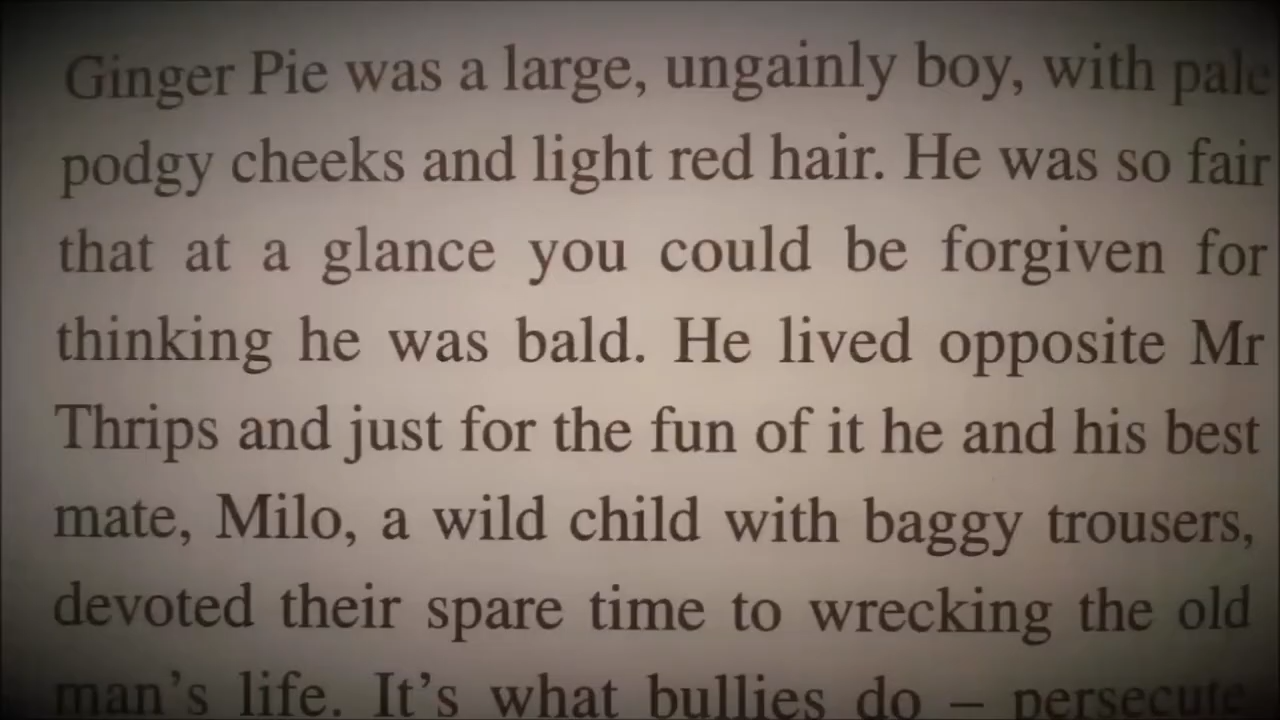 Ginger Pie was a large, ungainly boy, with pale
podgy cheeks and light red hair. He was so fair
that at a glance you could be forgiven for
thinking he was bald. He lived opposite Mr
Thrips and just for the fun of it he and his best
mate, Milo, a wild child with baggy trousers,
devoted their spare time to wrecking the old
man’s life. It’s what bullies do – persecute